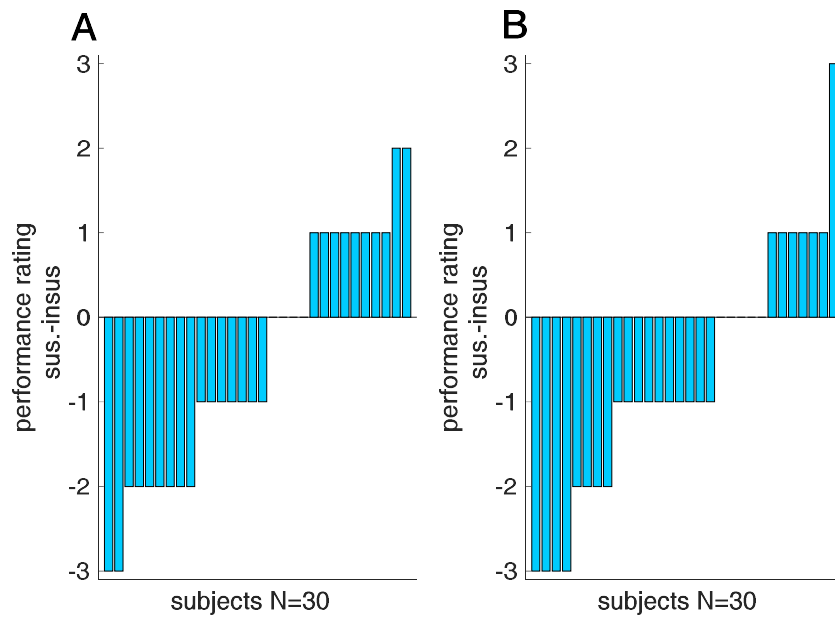 A
3
2
1
0
-1
-2
-3
performance rating
sus.-insus
subjects N=30
B
3
2
1
0
-1
-2
-3
performance rating
sus.-insus
subjects N=30